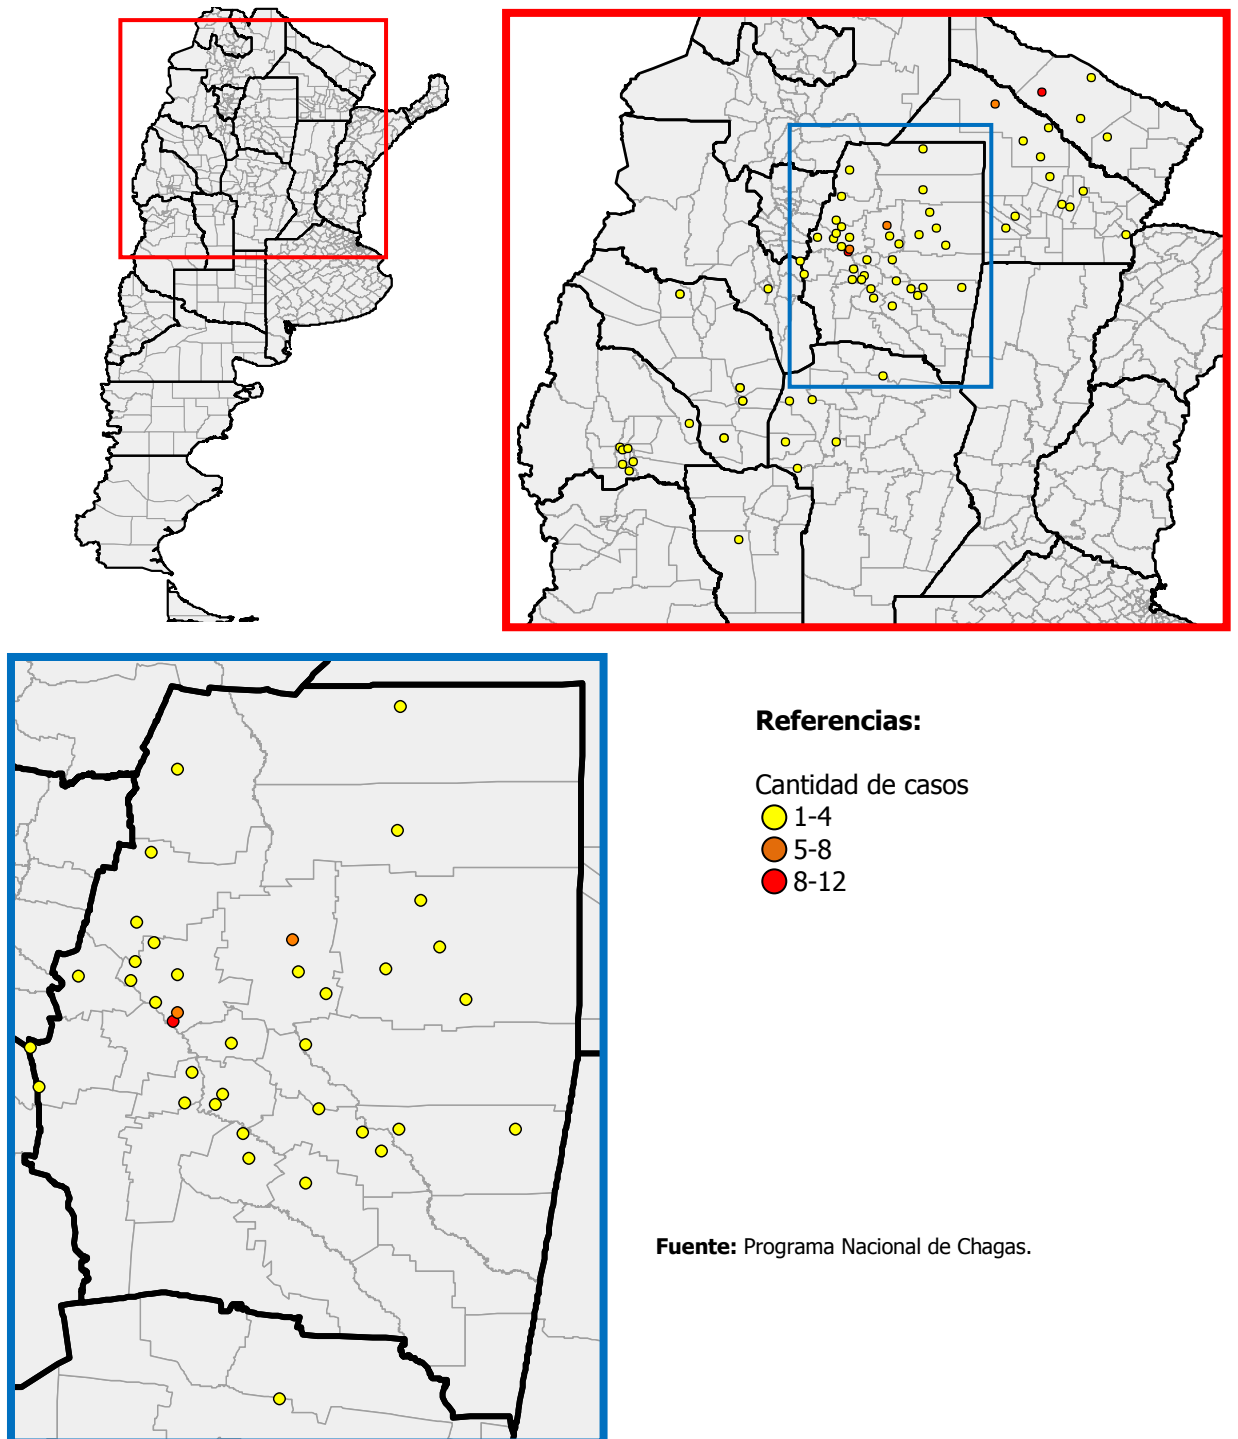 Referencias:
Cantidad de casos
1-4
5-8
8-12
Fuente: Programa Nacional de Chagas.